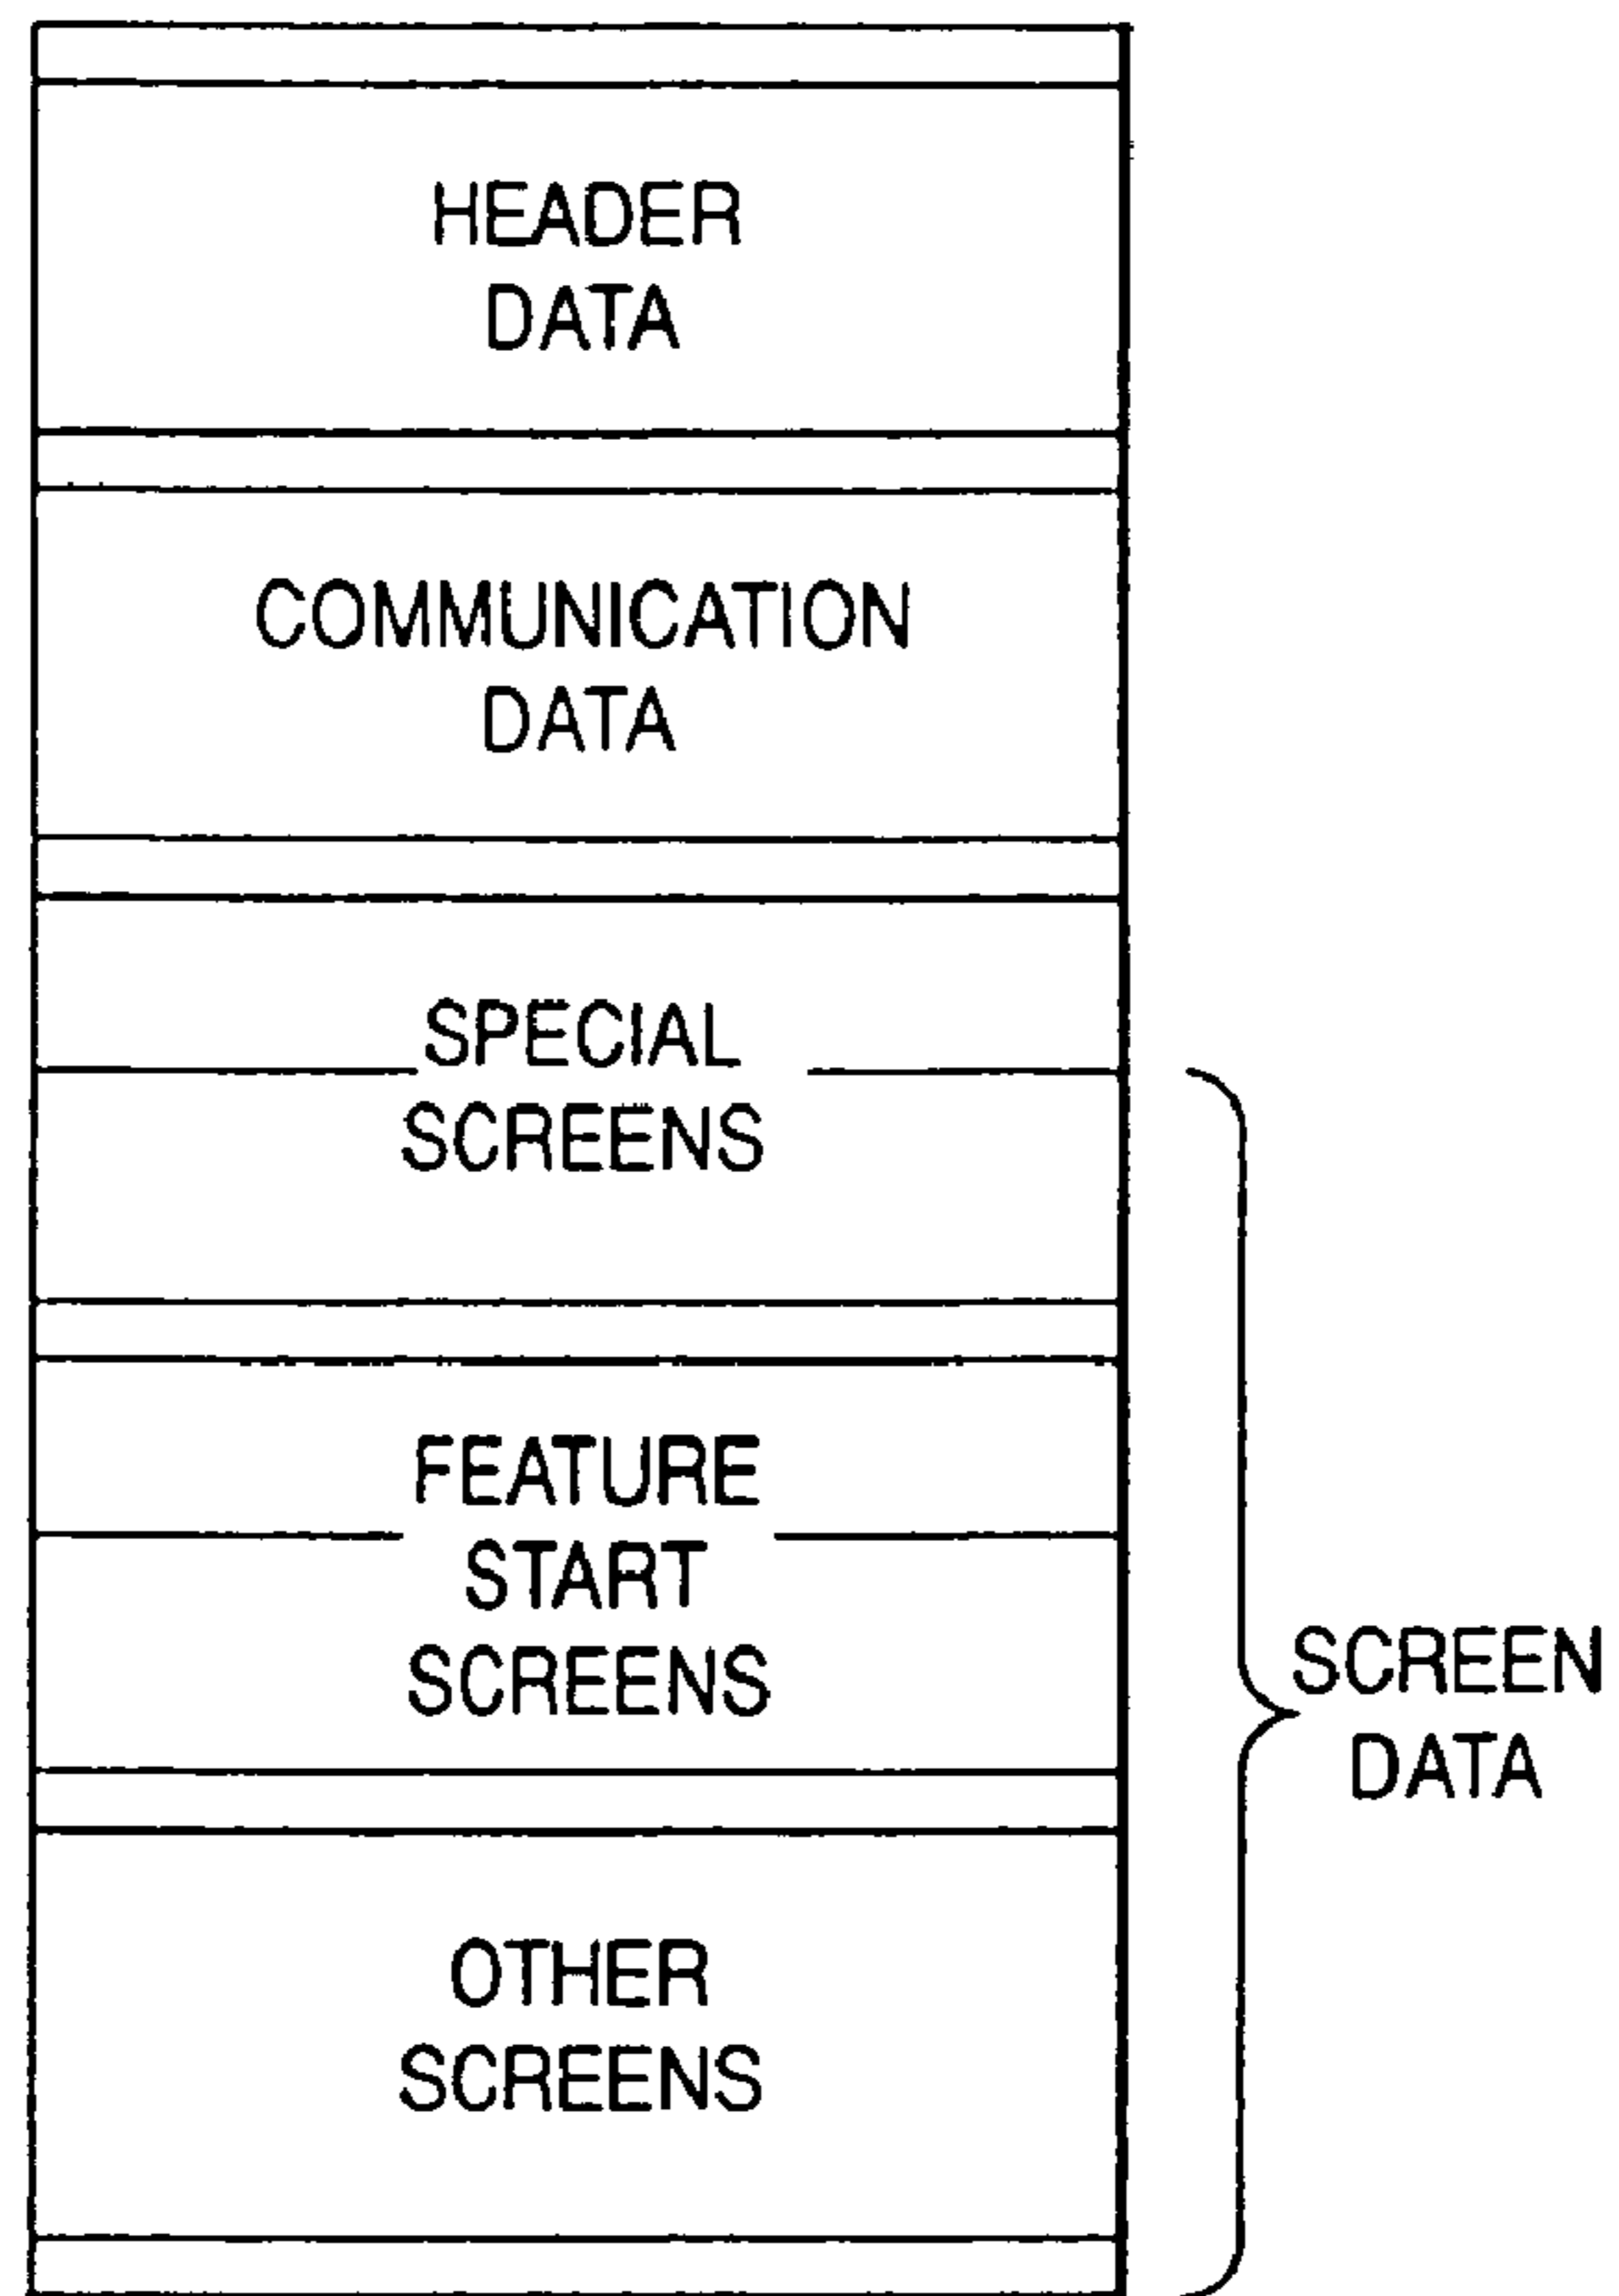 HEADER
DATA
COMMUNICATION
DATA
SPECIAL
SCREENS
FEATURE
START
SCREENS
OTHER
SCREENS
SCREEN
DATA